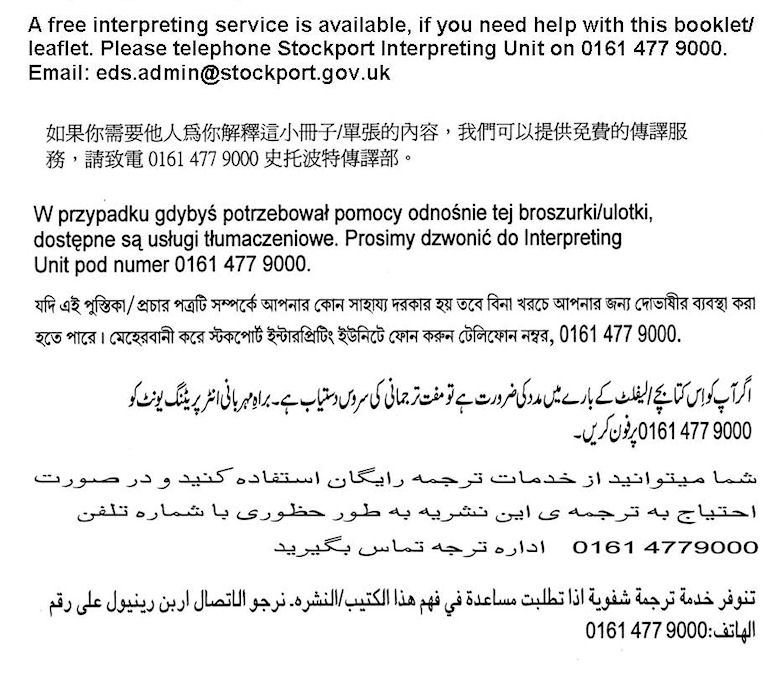 A free interpreting service is available, if you need help with this booklet/
leaflet. Please telephone Stockport Interpreting Unit on 0161 477 9000.
Email: eds.admin@stockport.gov.uk
如果你需要他人爲你解釋這小冊子/單張的內容，我們可以提供免費的傳譯服
務，請致電 0161 477 9000 史托波特傳譯部。
W przypadku gdybyś potrzebował pomocy odnośnie tej broszurki/ulotki,
dostępne są usługi tłumaczeniowe. Prosimy dzwonić do Interpreting
Unit pod numer 0161 477 9000.
যদি এই পুস্তিকা/ প্রচার পত্রটি সম্পর্কে আপনার কোন সাহায্য দরকার হয় তবে বিনা খরচে আপনার জন্য দোভাষীর ব্যবস্থা করা
হতে পারে। মেহেরবানী করে স্টকপোর্ট ইন্টারপ্রিটিং ইউনিটে ফোন করুন টেলিফোন নম্বর, 0161 477 9000.
اگر آپ کو اِس کتابچے/لیفلٹ کے بارے میں مدد کی ضرورت ہے تو مفت ترجمانی کی سروس دستیاب ہے۔ براہِ مہربانی انٹرپریٹنگ یونٹ کو
0161 477 9000 پر فون کریں۔
شما میتوانید از خدمات ترجمه رایگان استفاده کنید و در صورت
احتیاج به ترجمه ی این نشریه به طور حظوری با شماره تلفن
0161 4779000 اداره ترجه تماس بگیرید
تتوفر خدمة ترجمة شفوية اذا تطلبت مساعدة في فهم هذا الكتيب/النشره. نرجو الاتصال اربن رينيول على رقم
الهاتف: 0161 477 9000